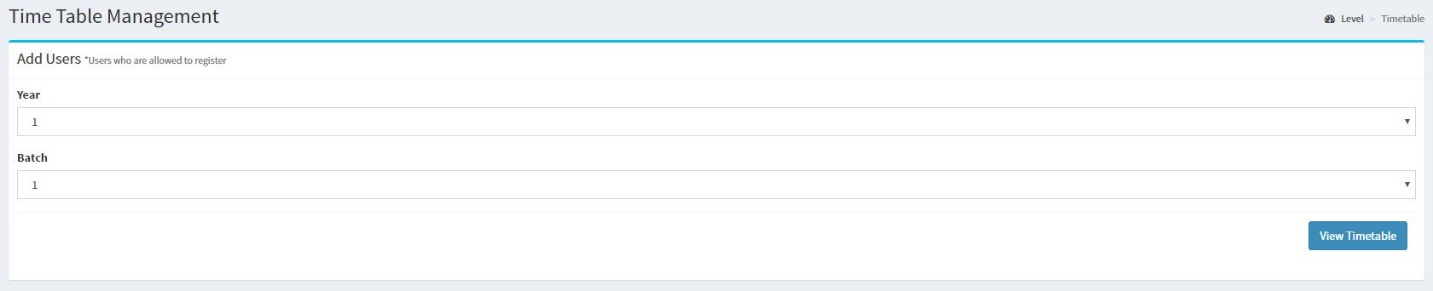 Time Table Management
Level > Timetable
Add Users *Users who are allowed to register
Year
1
Batch
1
View Timetable